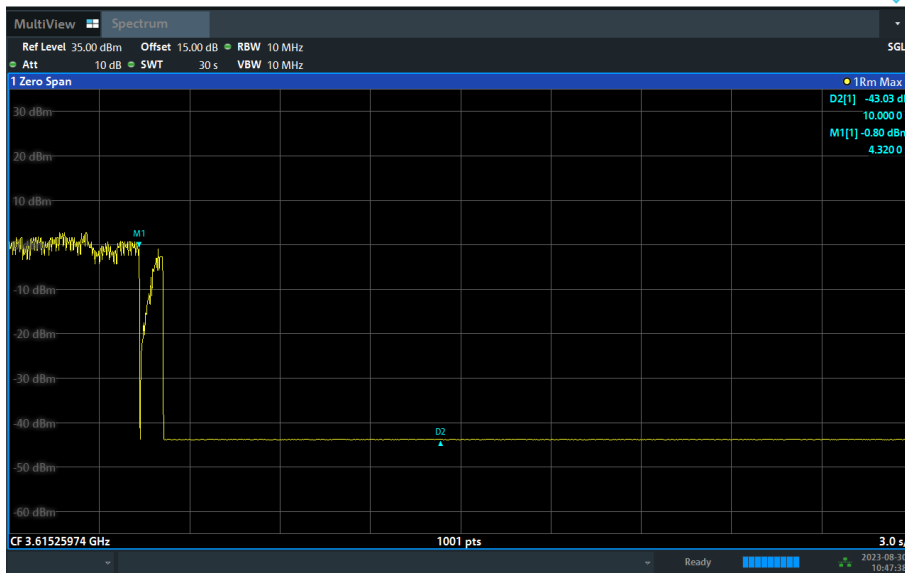 MultiView Spectrum
Ref Level 35.00 dBm Offset 15.00 dB RBW 10 MHz SGL
Att 10 dB SWT 30 s VBW 10 MHz
1 Zero Span 1Rm Max
D2[1] -43.03 d
10.000 0
M1[1] -0.80 dBm
4.320 0
30 dBm
20 dBm
10 dBm
M1
-10 dBm
-20 dBm
-30 dBm
-40 dBm
D2
-50 dBm
-60 dBm
CF 3.61525974 GHz 1001 pts 3.0 s/
Ready 2023-08-30
10:47:38